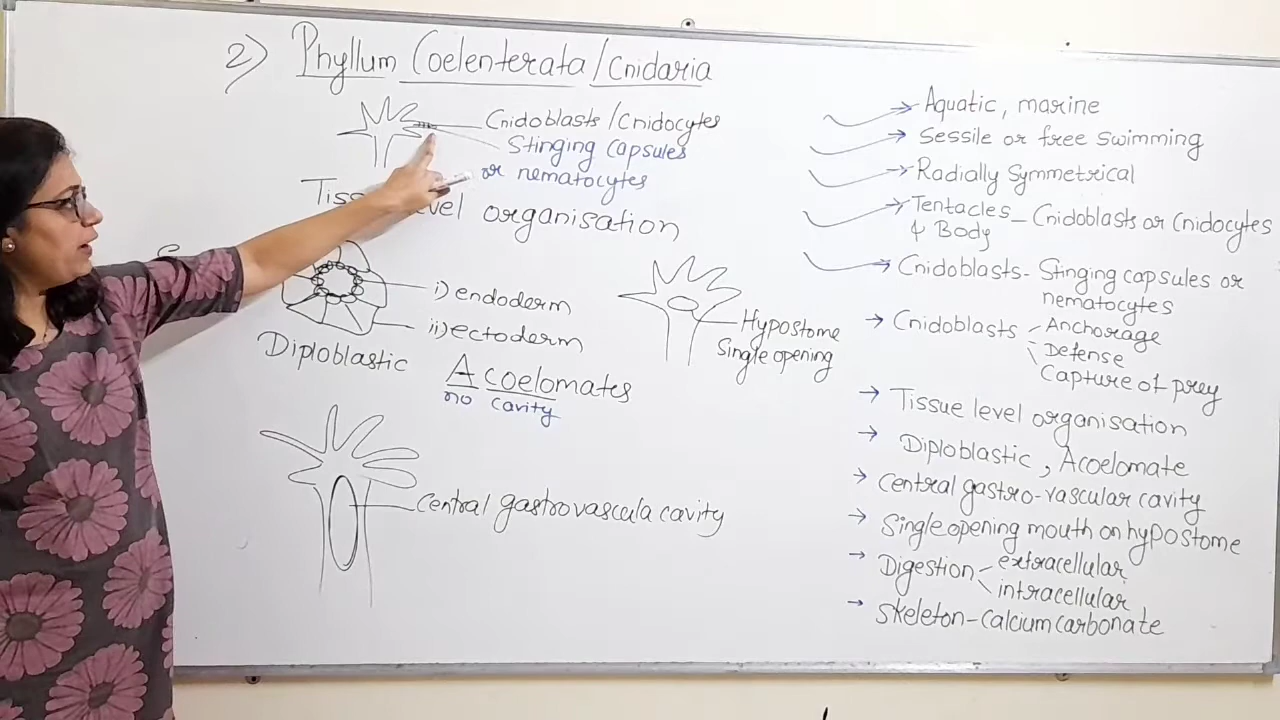 2) Phyllum Coelenterata/Cnidaria
Cnidoblasts/Cnidocytes
Stinging capsules
or nematocytes
level organisation
i) endoderm
ii) ectoderm
Diploblastic
Acoelomates
no cavity
Hypostome
Single opening
Central gastrovascula cavity
→ Aquatic, marine
→ Sessile or free swimming
→ Radially Symmetrical
→ Tentacles - Cnidoblasts or Cnidocytes
& Body
→ Cnidoblasts - Stinging capsules or
nematocytes
→ Cnidoblasts - Anchorage
Defense
Capture of prey
→ Tissue level organisation
→ Diploblastic, Acoelomate
→ Central gastro-vascular cavity
→ Single opening mouth on hypostome
→ Digestion - extracellular
intracellular
→ Skeleton - Calcium carbonate